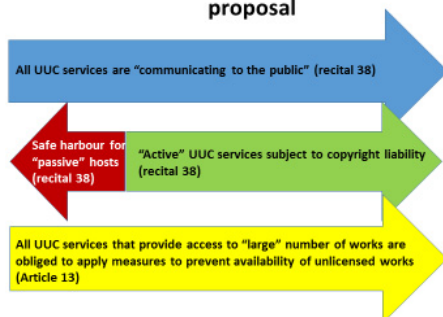 proposal
All UUC services are “communicating to the public” (recital 38)
Safe harbour for
“passive” hosts
(recital 38)
“Active” UUC services subject to copyright liability
(recital 38)
All UUC services that provide access to “large” number of works are
obliged to apply measures to prevent availability of unlicensed works
(Article 13)